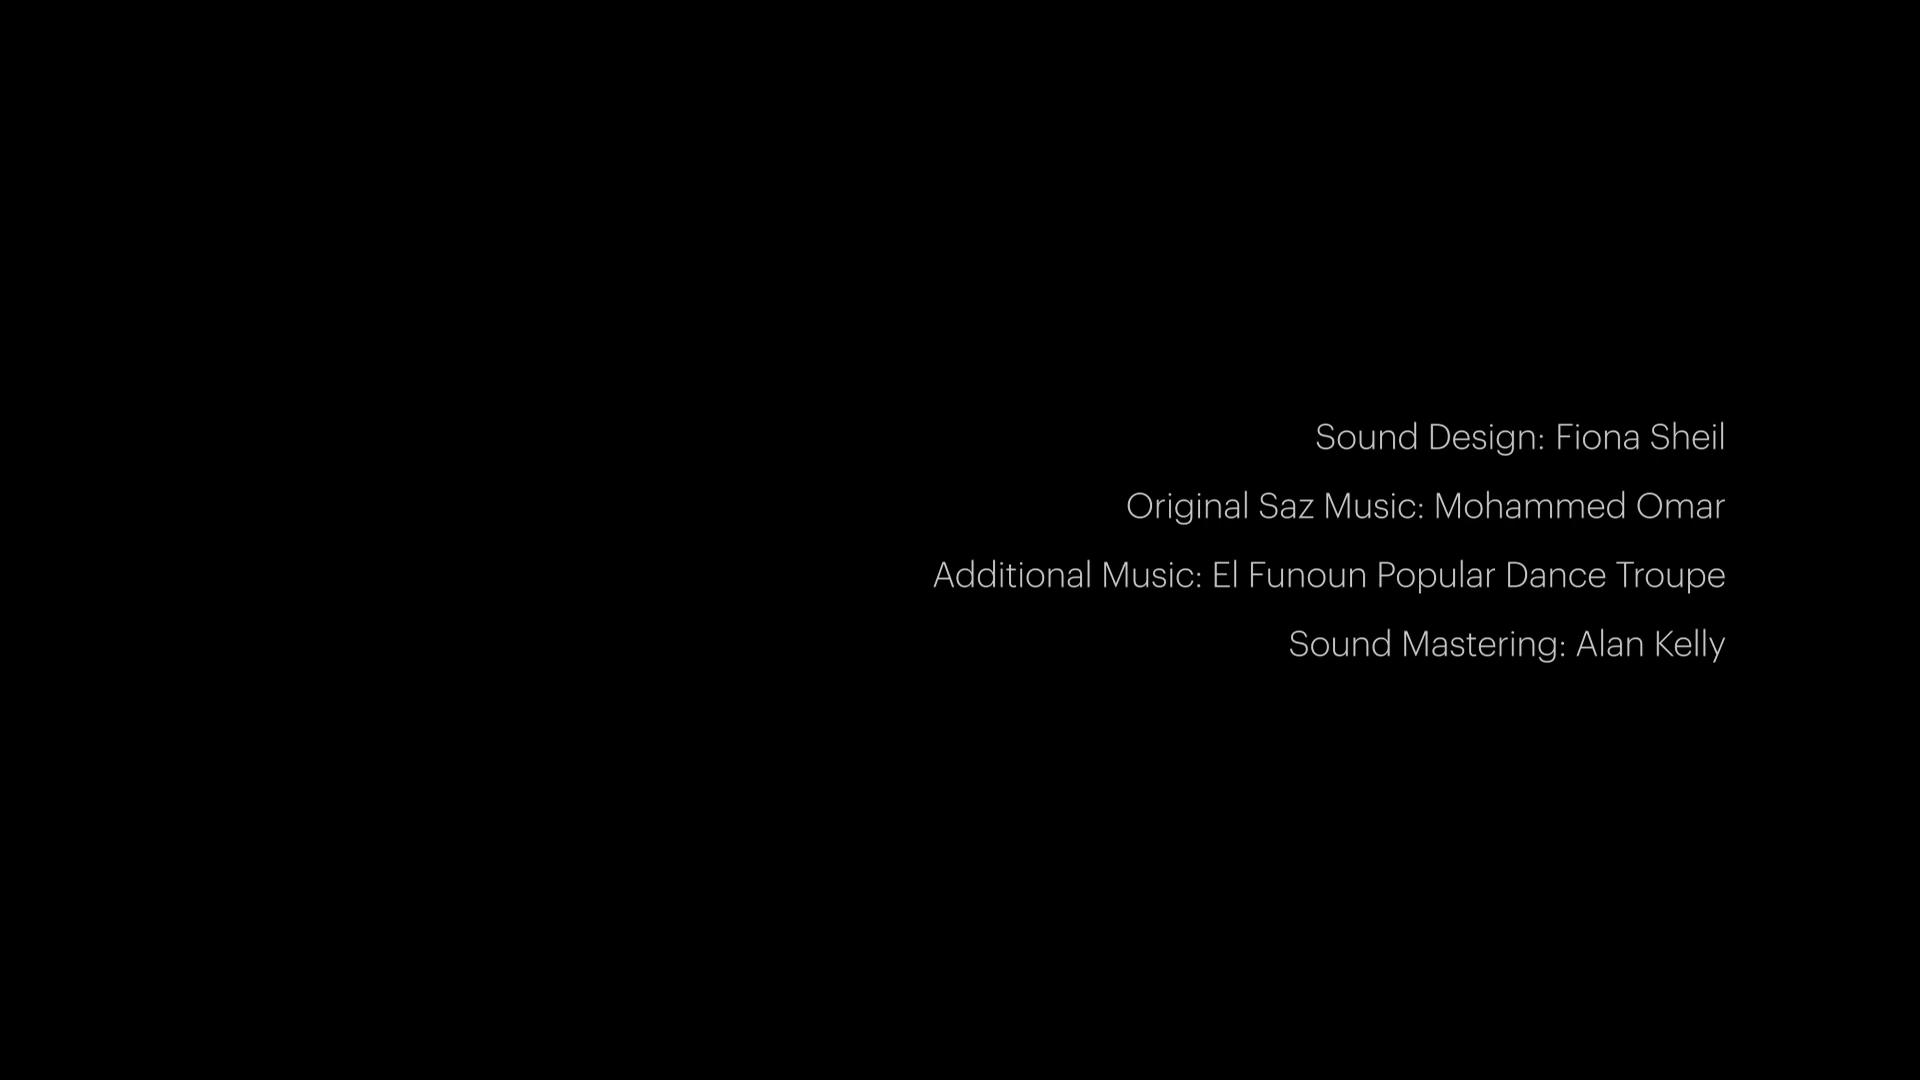 Sound Design: Fiona Sheil
Original Saz Music: Mohammed Omar
Additional Music: El Funoun Popular Dance Troupe
Sound Mastering: Alan Kelly